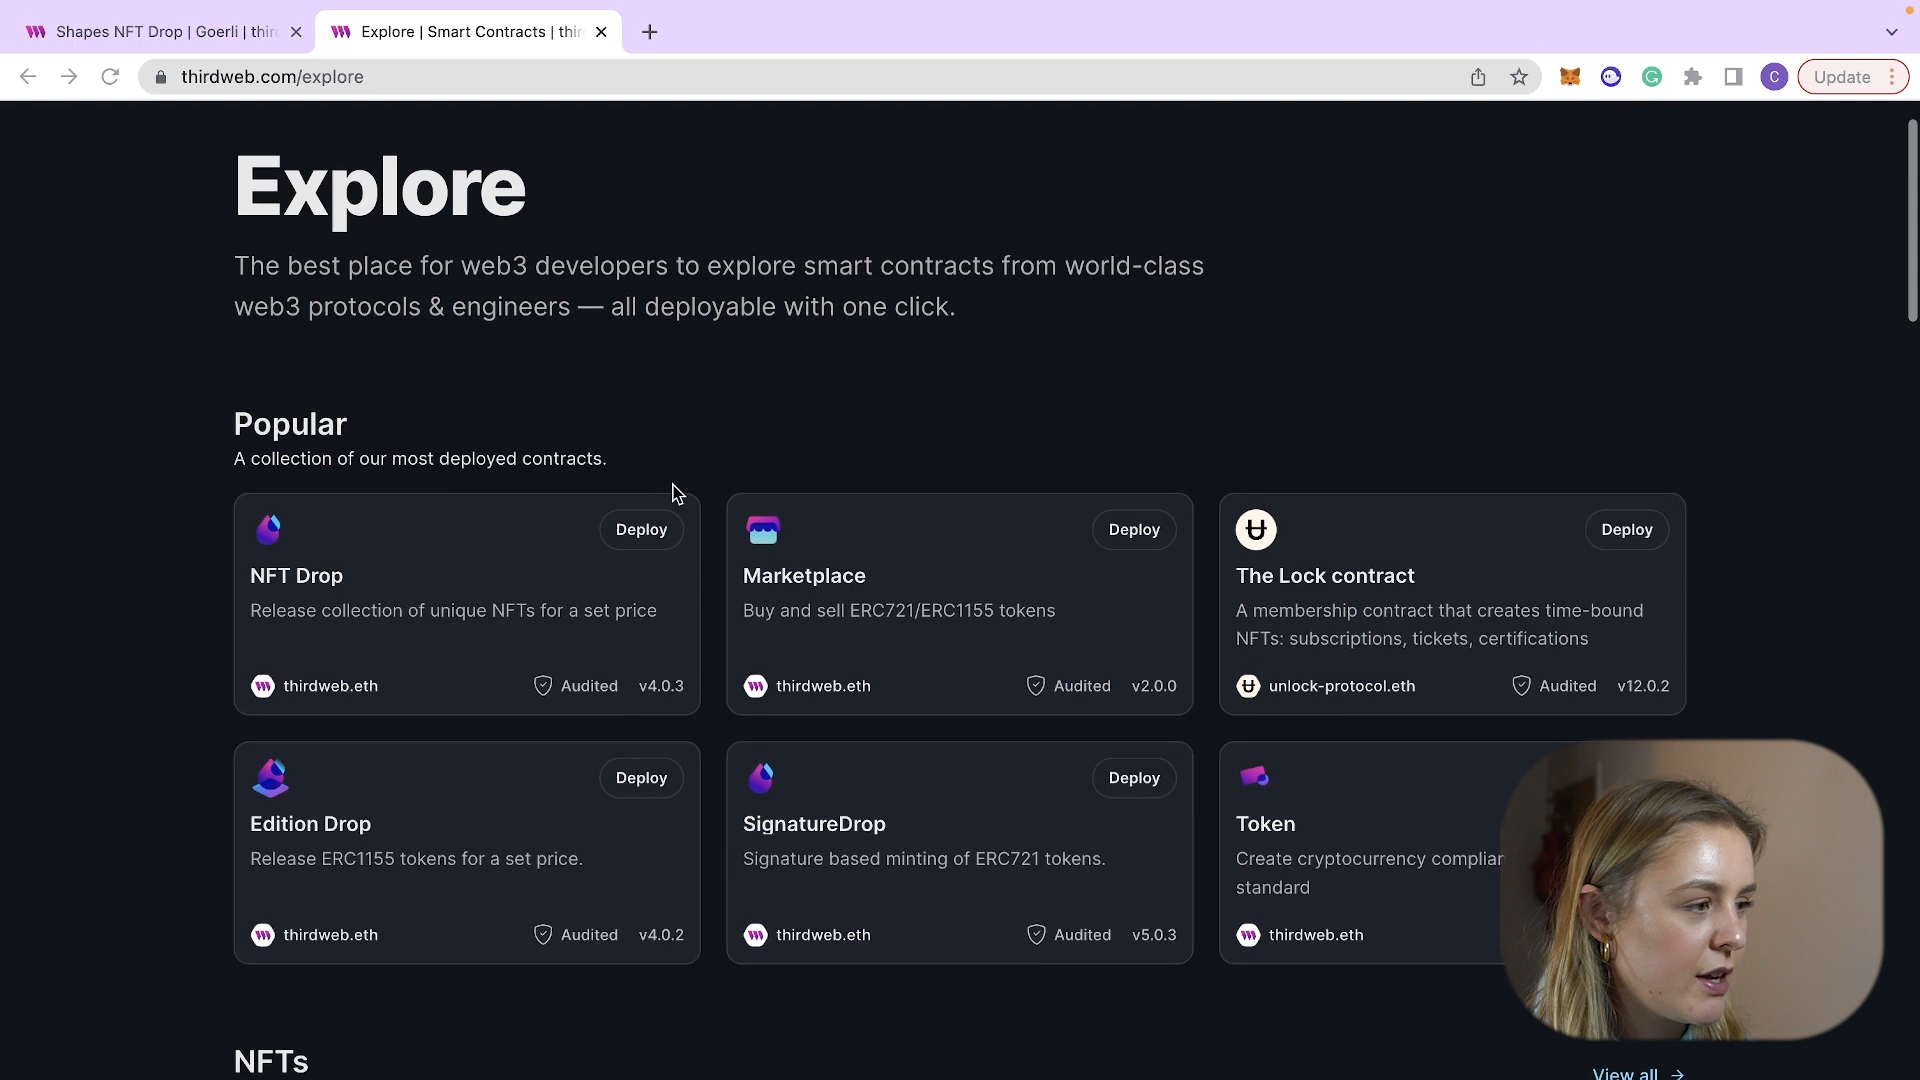 Shapes NFT Drop | Goerli | thir
Explore | Smart Contracts | thi
thirdweb.com/explore
C
Update
Explore
The best place for web3 developers to explore smart contracts from world-class
web3 protocols & engineers — all deployable with one click.
Popular
A collection of our most deployed contracts.
Deploy
NFT Drop
Release collection of unique NFTs for a set price
thirdweb.eth Audited v4.0.3
Deploy
Marketplace
Buy and sell ERC721/ERC1155 tokens
thirdweb.eth Audited v2.0.0
Deploy
The Lock contract
A membership contract that creates time-bound
NFTs: subscriptions, tickets, certifications
unlock-protocol.eth Audited v12.0.2
Deploy
Edition Drop
Release ERC1155 tokens for a set price.
thirdweb.eth Audited v4.0.2
Deploy
SignatureDrop
Signature based minting of ERC721 tokens.
thirdweb.eth Audited v5.0.3
Token
Create cryptocurrency complian
standard
thirdweb.eth
NFTs
View all →